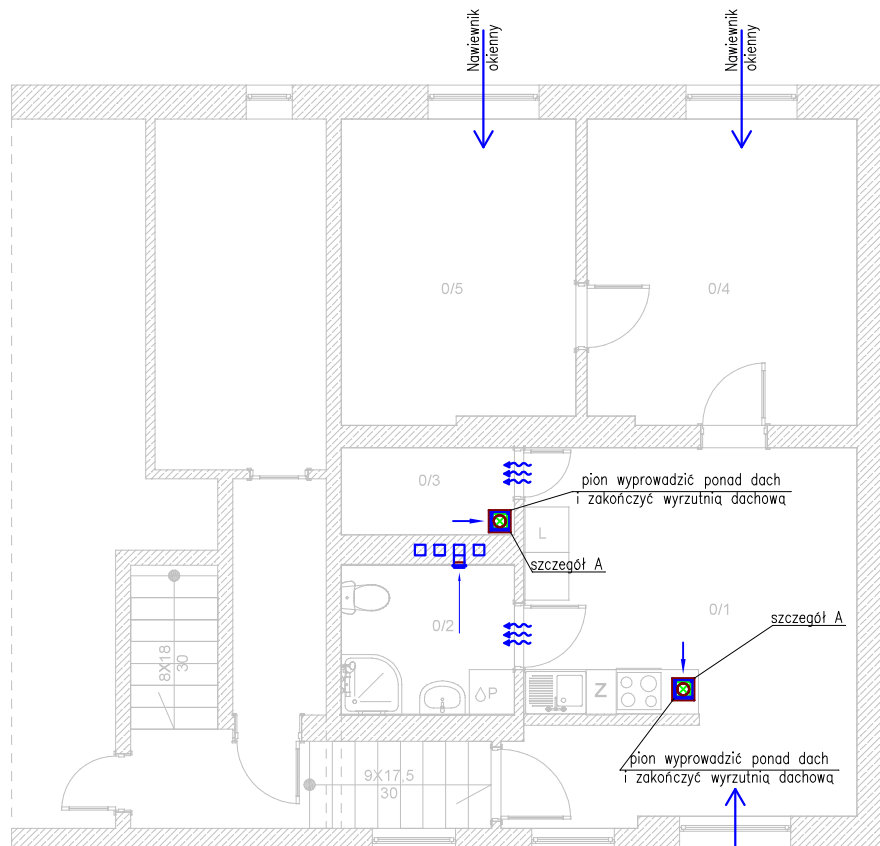 Nawiewnik
okienny
Nawiewnik
okienny
0/5
0/4
0/3
pion wyprowadzić ponad dach
i zakończyć wyrzutnią dachową
L
szczegół A
0/2
0/1
szczegół A
8X18
30
P
Z
pion wyprowadzić ponad dach
i zakończyć wyrzutnią dachową
9X17,5
30